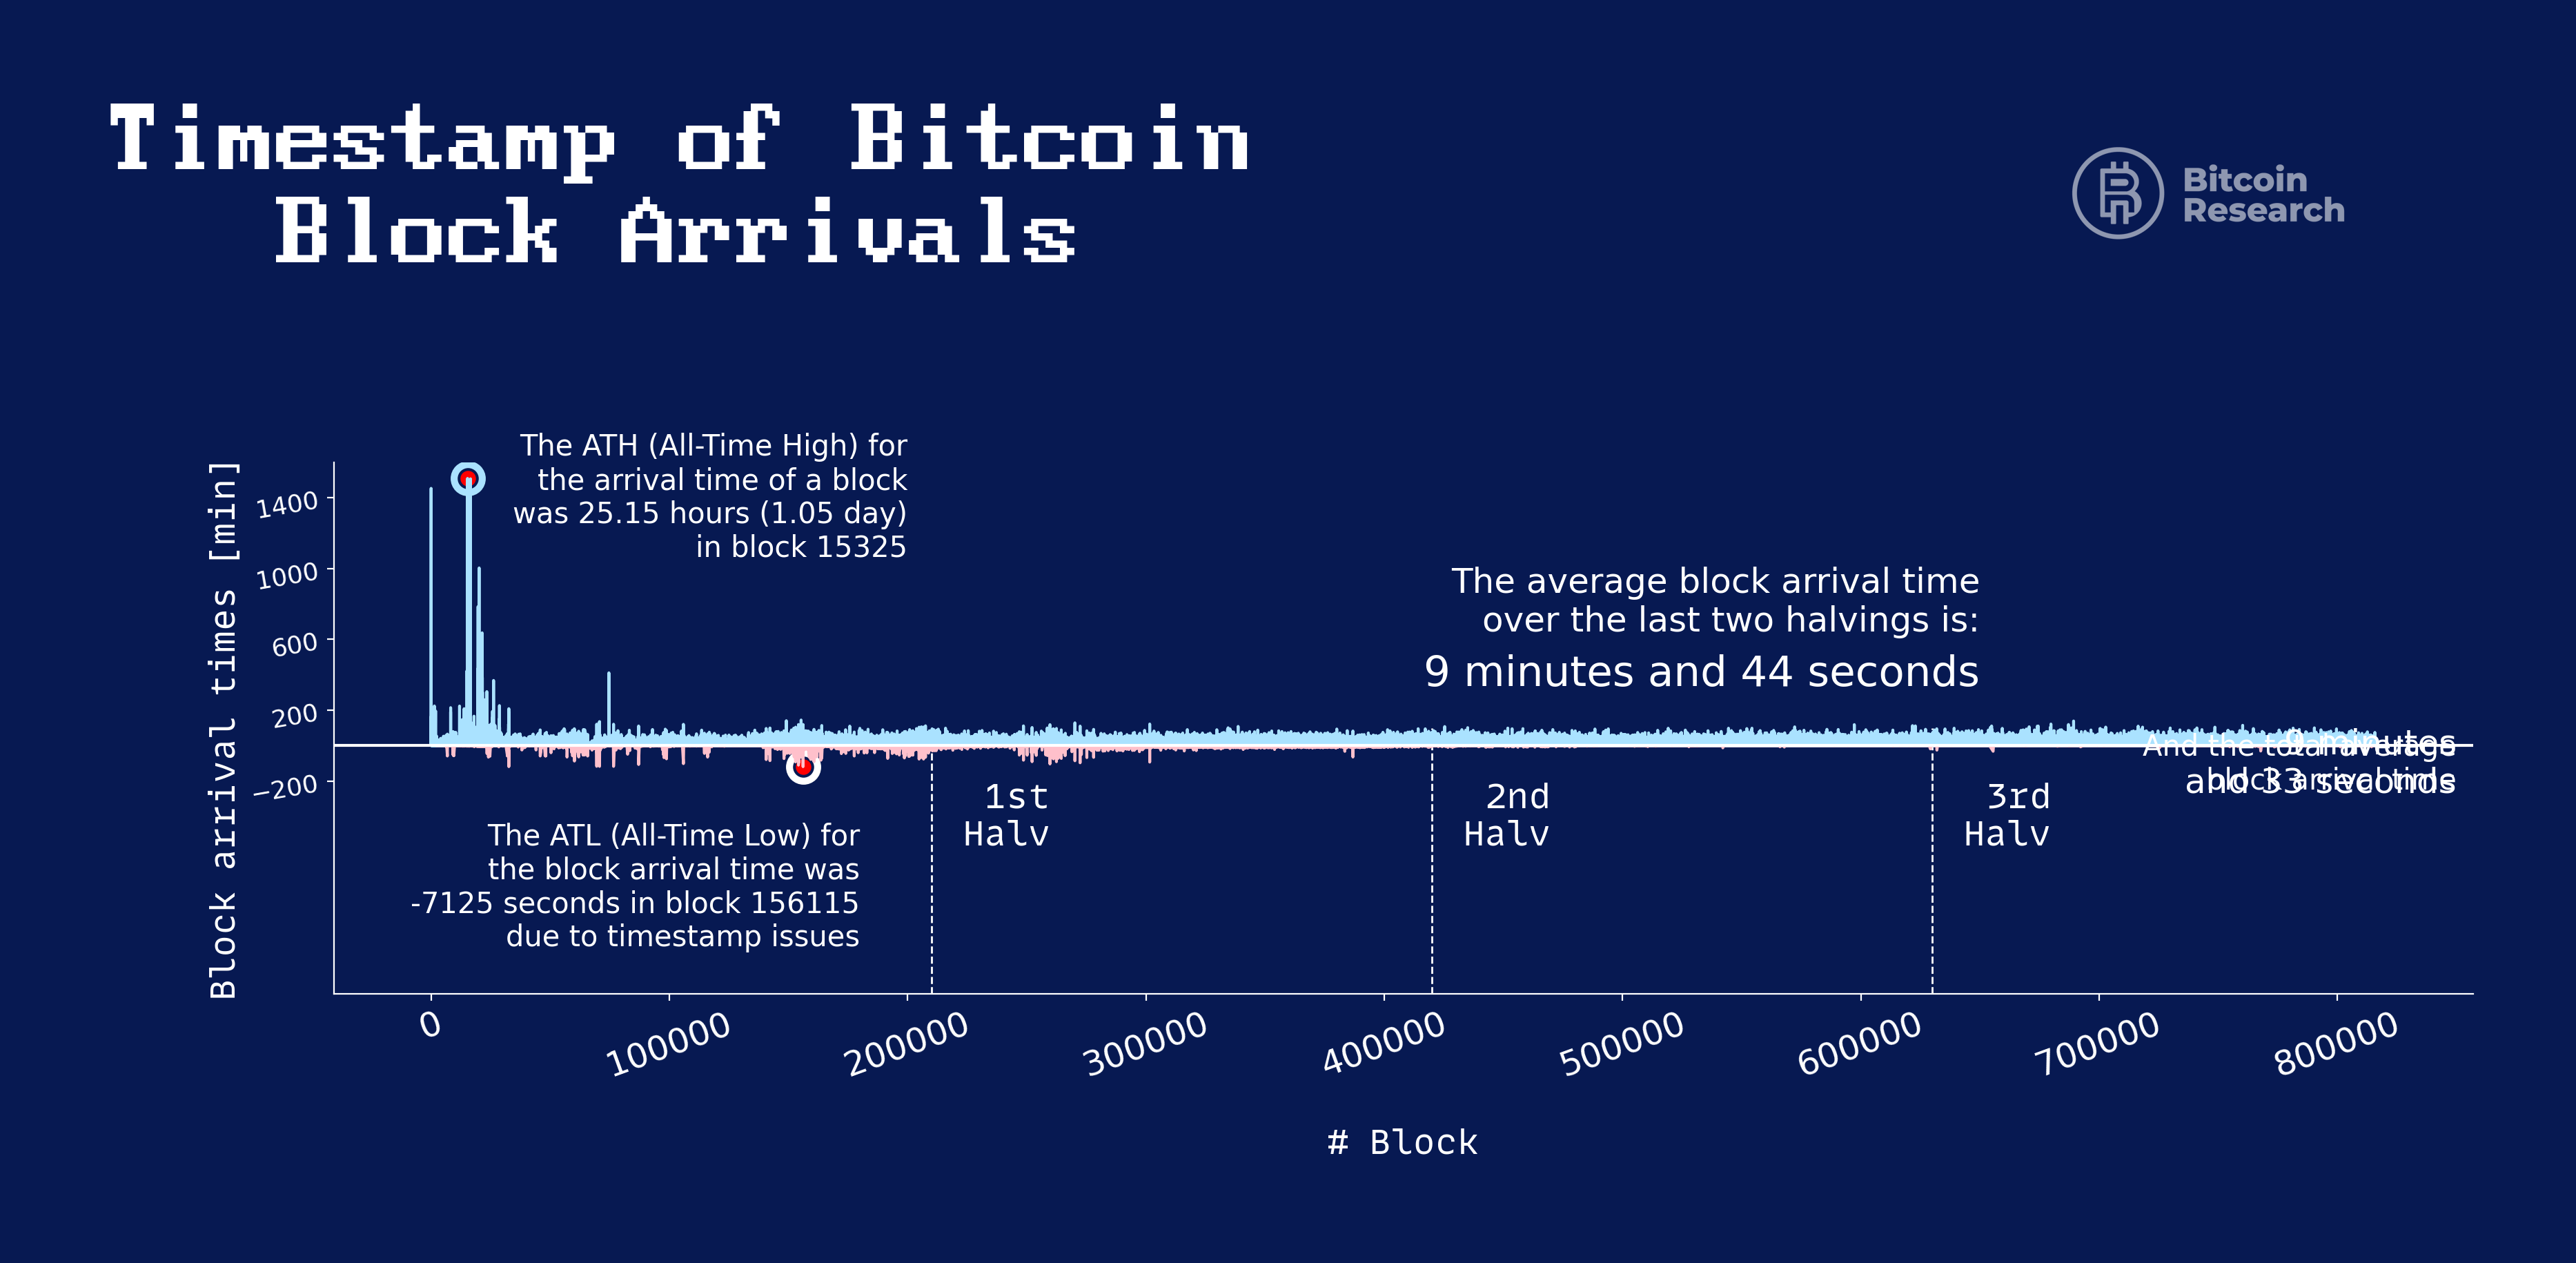 Timestamp of Bitcoin
Block Arrivals
Bitcoin
Research
Block arrival times [min]
1400
1000
600
200
−200
The ATH (All-Time High) for
the arrival time of a block
was 25.15 hours (1.05 day)
in block 15325
The average block arrival time
over the last two halvings is:
9 minutes and 44 seconds
And the total average
block arrival time
9 minutes
and 33 seconds
1st
Halv
2nd
Halv
3rd
Halv
The ATL (All-Time Low) for
the block arrival time was
-7125 seconds in block 156115
due to timestamp issues
0
100000
200000
300000
400000
500000
600000
700000
800000
# Block